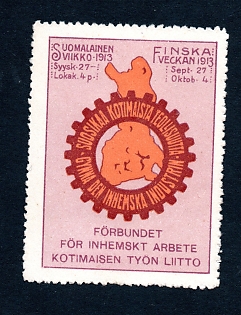 SUOMALAINEN
VIIKKO·1913
Syysk·27—
Lokak. 4 p·
FINSKA
VECKAN 1913
Sept· 27—
Oktob· 4
SUOSIKAA KOTIMAISTA TEOLLISUUTTA·
GYNNA DEN INHEMSKA INDUSTRIN·
FÖRBUNDET
FÖR INHEMSKT ARBETE
KOTIMAISEN TYÖN LIITTO